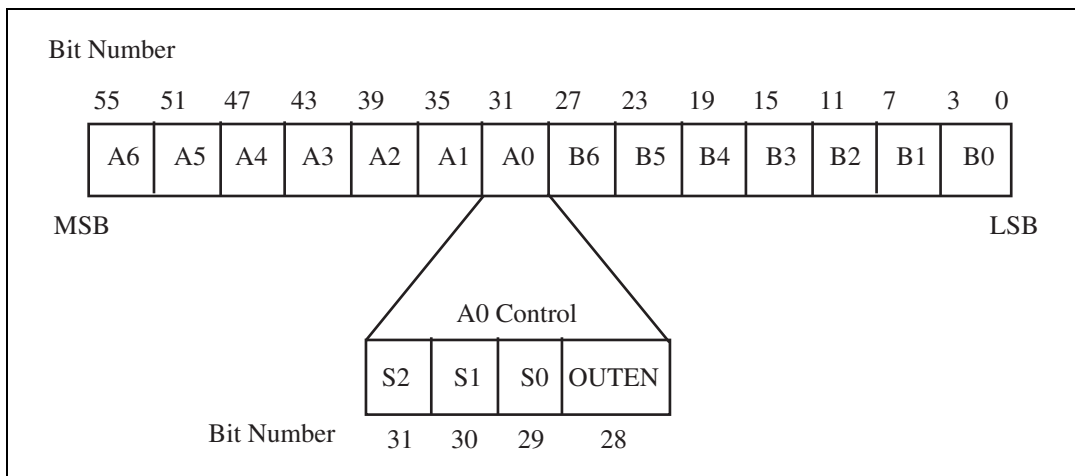 Bit Number
55 51 47 43 39 35 31 27 23 19 15 11 7 3 0
A6 A5 A4 A3 A2 A1 A0 B6 B5 B4 B3 B2 B1 B0
MSB LSB
A0 Control
S2 S1 S0 OUTEN
Bit Number 31 30 29 28